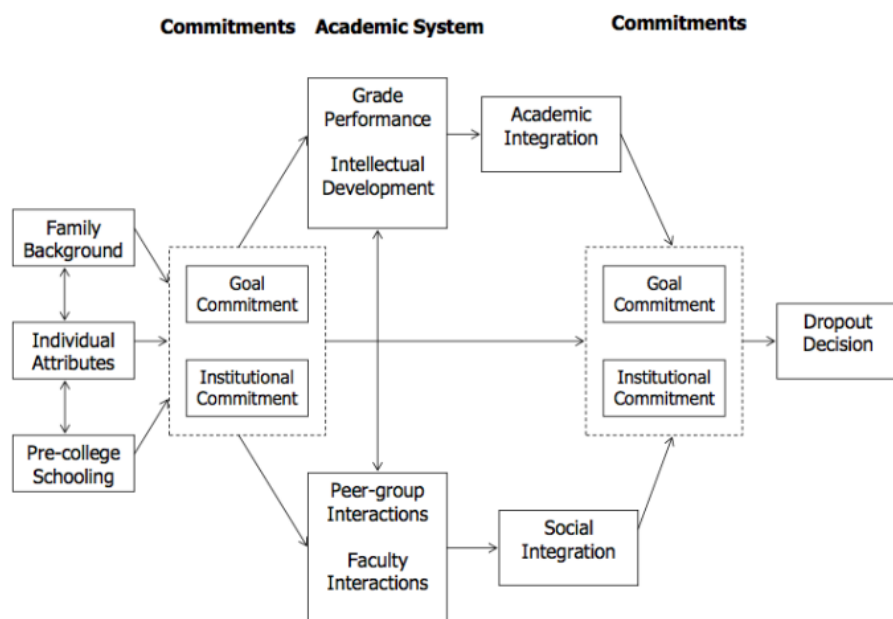 Commitments
Academic System
Commitments
Grade
Performance
Intellectual
Development
Academic
Integration
Family
Background
Goal
Commitment
Goal
Commitment
Individual
Attributes
Dropout
Decision
Institutional
Commitment
Institutional
Commitment
Pre-college
Schooling
Peer-group
Interactions
Faculty
Interactions
Social
Integration